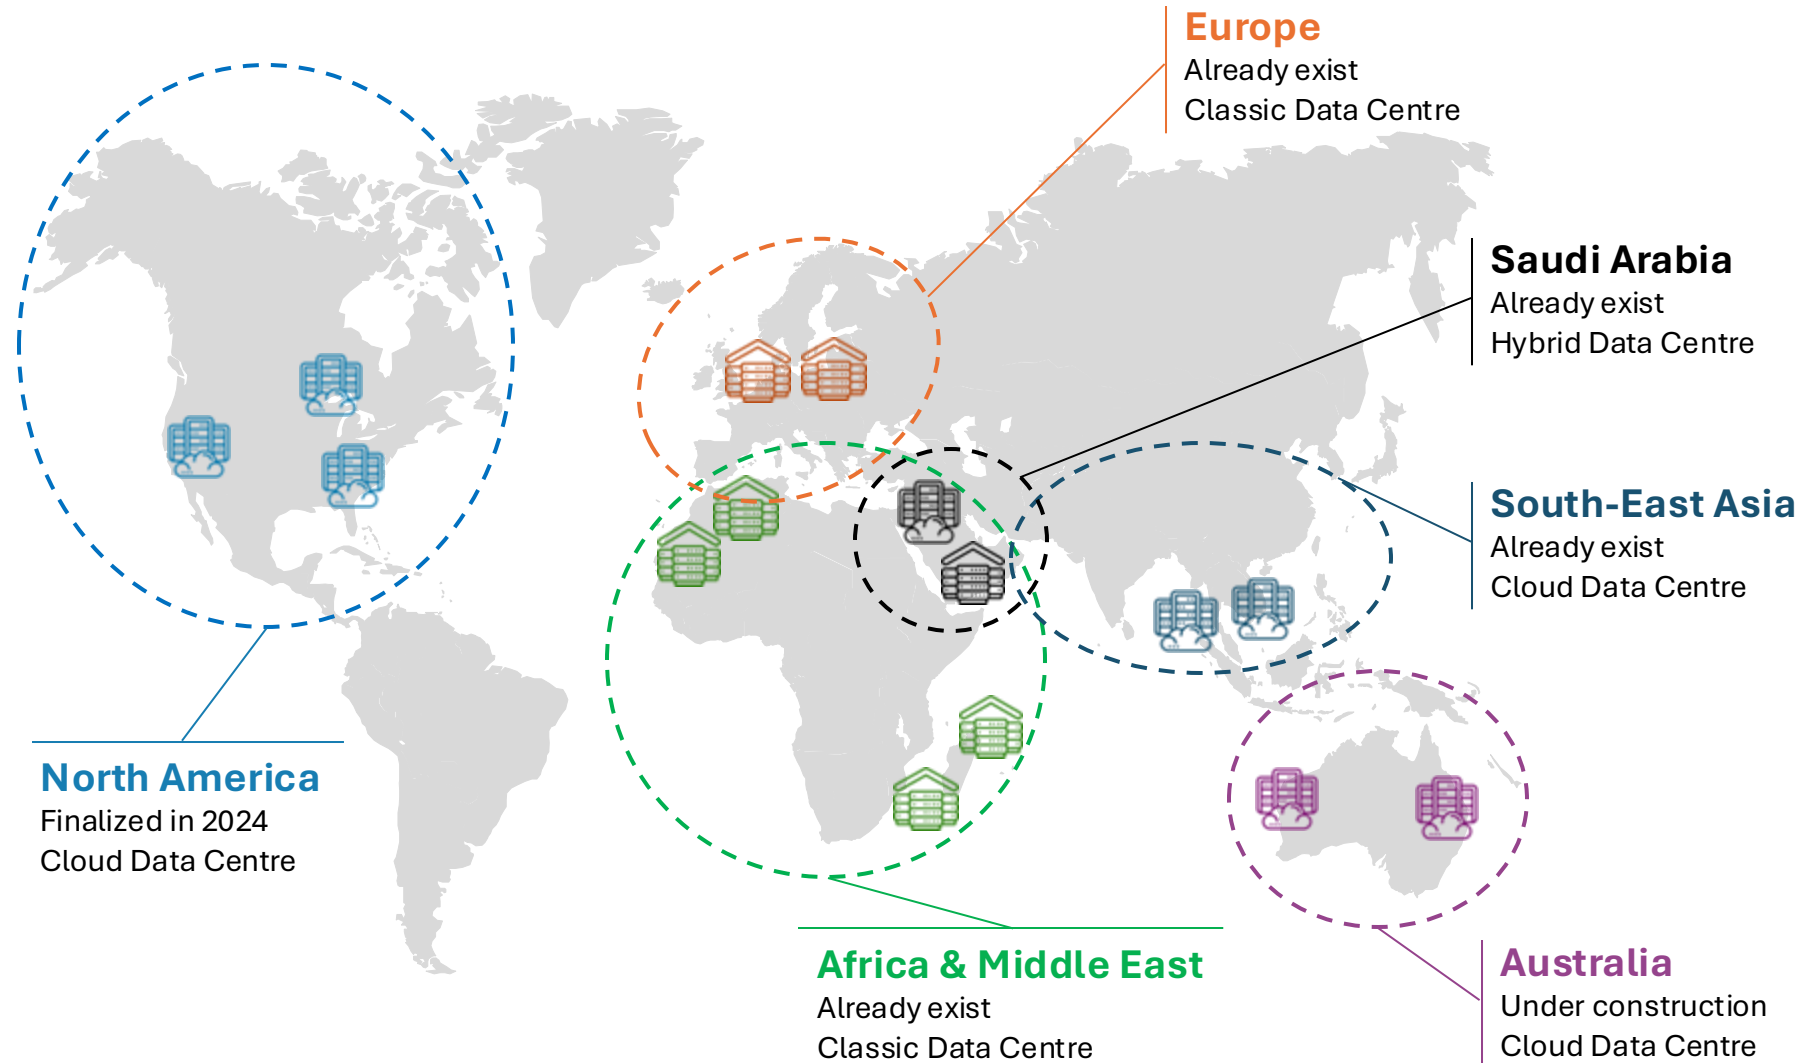 Europe
Already exist
Classic Data Centre
Saudi Arabia
Already exist
Hybrid Data Centre
South-East Asia
Already exist
Cloud Data Centre
North America
Finalized in 2024
Cloud Data Centre
Africa & Middle East
Already exist
Classic Data Centre
Australia
Under construction
Cloud Data Centre